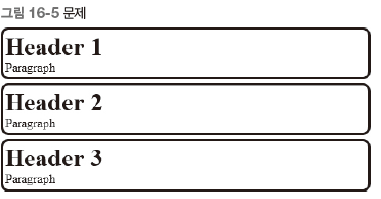 그림 16-5 문제
Header 1
Paragraph
Header 2
Paragraph
Header 3
Paragraph